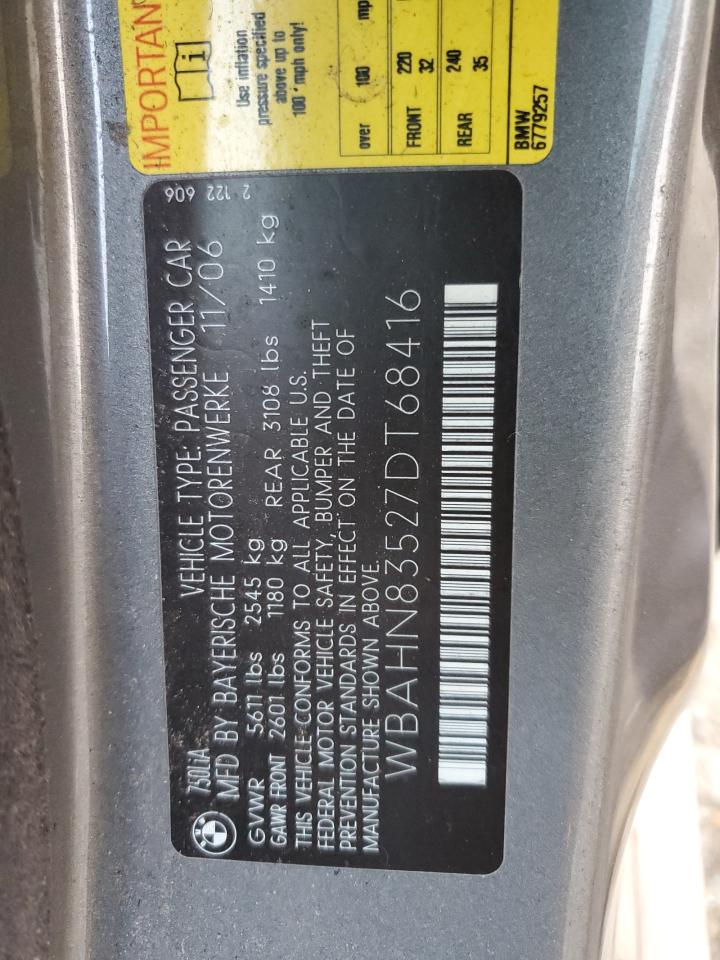 750LiA
VEHICLE TYPE: PASSENGER CAR
MFD BY BAYERISCHE MOTORENWERKE 11/06
GVWR 5611 lbs 2545 kg
GAWR FRONT 2601 lbs 1180 kg REAR 3108 lbs 1410 kg
THIS VEHICLE CONFORMS TO ALL APPLICABLE U.S.
FEDERAL MOTOR VEHICLE SAFETY, BUMPER AND THEFT
PREVENTION STANDARDS IN EFFECT ON THE DATE OF
MANUFACTURE SHOWN ABOVE.
WBAHN83527DT68416
2 122 606
IMPORTAN
Use inflation
pressure specified
above up to
100 mph only!
over 100 mp
FRONT 220
32
REAR 240
35
BMW
6779257